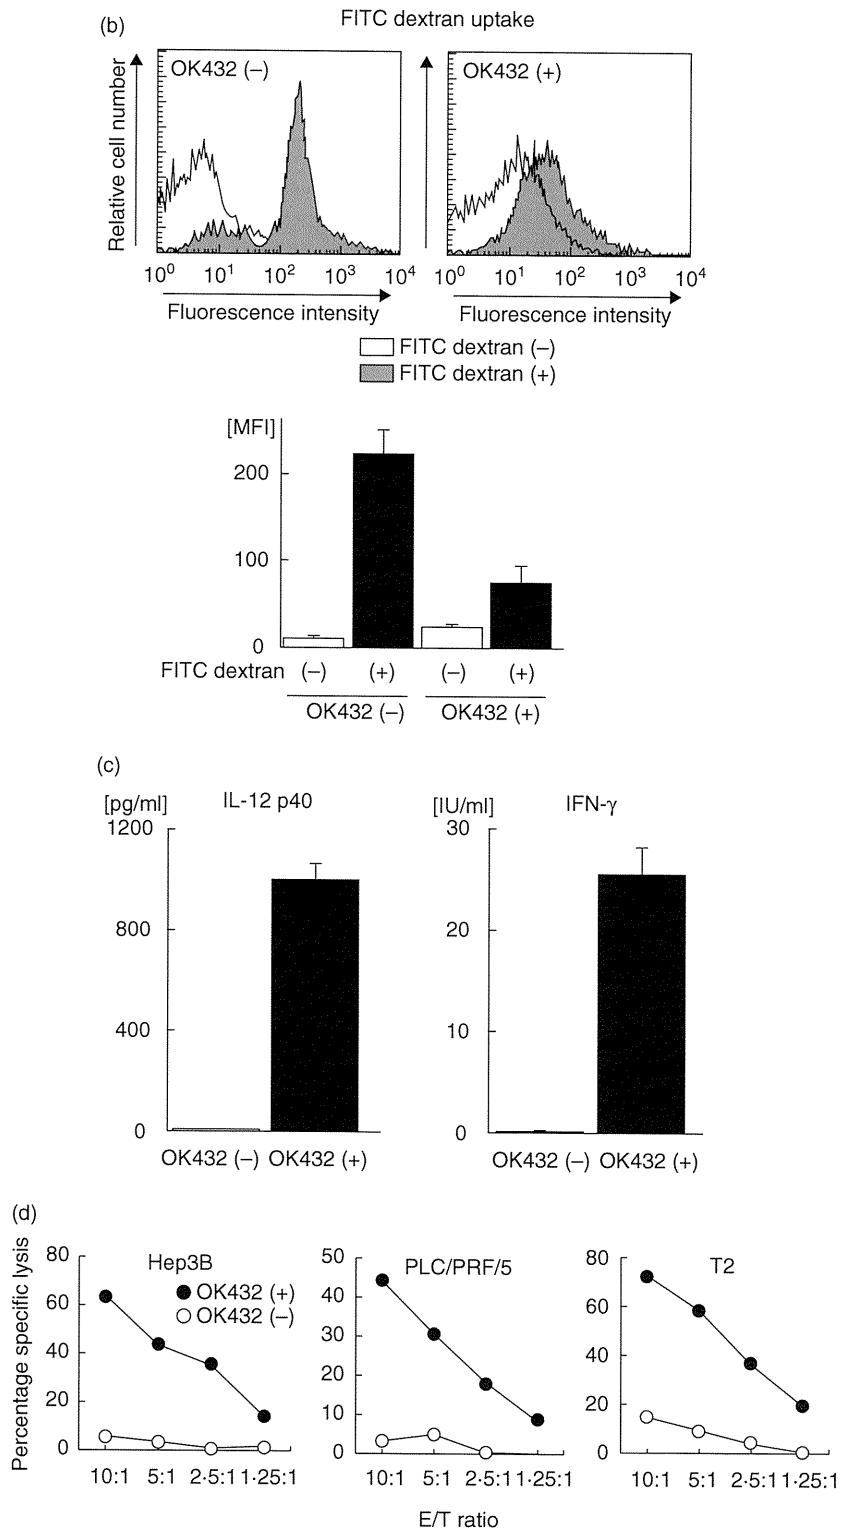 (b)
FITC dextran uptake
Relative cell number
OK432 (–)
OK432 (+)
10⁰ 10¹ 10² 10³ 10⁴
10⁰ 10¹ 10² 10³ 10⁴
Fluorescence intensity
Fluorescence intensity
FITC dextran (–)
FITC dextran (+)
[MFI]
200
100
0
FITC dextran (–) (+) (–) (+)
OK432 (–) OK432 (+)
(c)
[pg/ml] IL-12 p40
1200
800
400
0
OK432 (–) OK432 (+)
[IU/ml] IFN-γ
30
20
10
0
OK432 (–) OK432 (+)
(d)
Percentage specific lysis
80
60
40
20
0
Hep3B
OK432 (+)
OK432 (–)
10:1 5:1 2·5:1 1·25:1
50
40
30
20
10
0
PLC/PRF/5
10:1 5:1 2·5:1 1·25:1
80
60
40
20
0
T2
10:1 5:1 2·5:1 1·25:1
E/T ratio